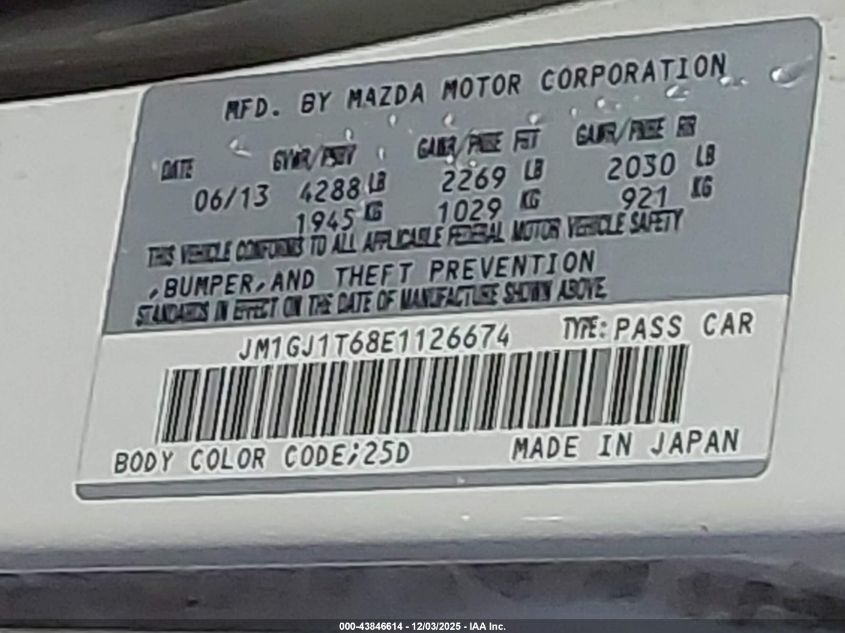 MFD. BY MAZDA MOTOR CORPORATION
DATE GVWR/PSBV GAWR/PNBE FRT GAWR/PNBE RR
06/13 4288 LB 2269 LB 2030 LB
1945 KG 1029 KG 921 KG
THIS VEHICLE CONFORMS TO ALL APPLICABLE FEDERAL MOTOR VEHICLE SAFETY
,BUMPER,AND THEFT PREVENTION
STANDARDS IN EFFECT ON THE DATE OF MANUFACTURE SHOWN ABOVE.
JM1GJ1T68E1126674 TYPE: PASS CAR
BODY COLOR CODE;25D MADE IN JAPAN
000-43846614 - 12/03/2025 - IAA Inc.